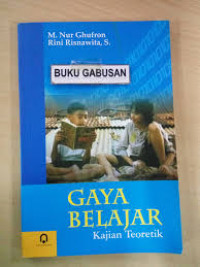 M. Nur Ghufron
Rini Risnawita, S.
BUKU GABUSAN
GAYA
BELAJAR
Kajian Teoretik